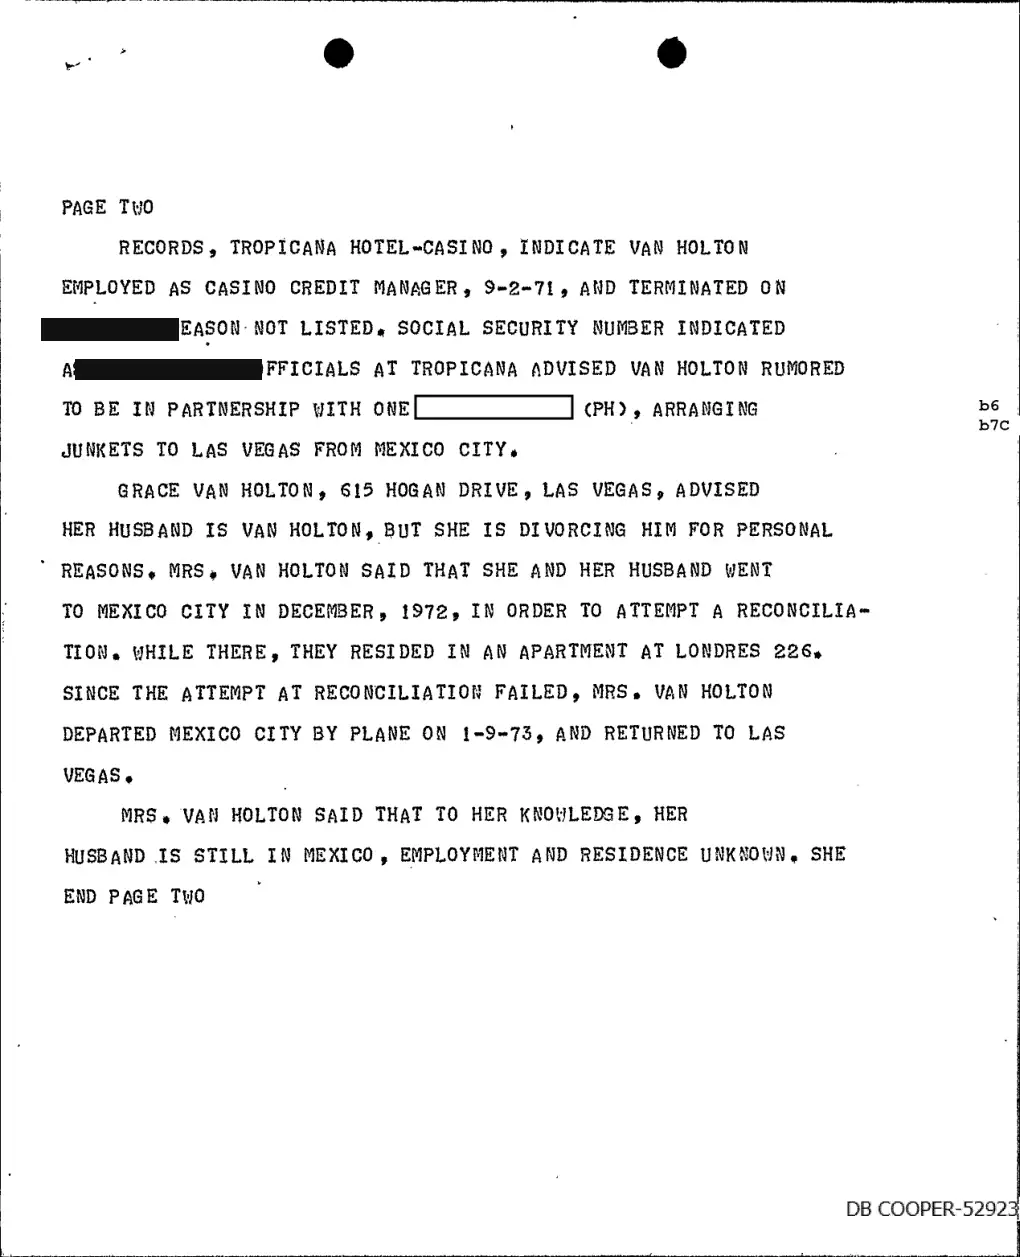 PAGE TWO
RECORDS, TROPICANA HOTEL-CASINO, INDICATE VAN HOLTON
EMPLOYED AS CASINO CREDIT MANAGER, 9-2-71, AND TERMINATED ON
EASON NOT LISTED. SOCIAL SECURITY NUMBER INDICATED
AS FFICIALS AT TROPICANA ADVISED VAN HOLTON RUMORED
TO BE IN PARTNERSHIP WITH ONE (PH), ARRANGING
b6
b7C
JUNKETS TO LAS VEGAS FROM MEXICO CITY.
GRACE VAN HOLTON, 615 HOGAN DRIVE, LAS VEGAS, ADVISED
HER HUSBAND IS VAN HOLTON, BUT SHE IS DIVORCING HIM FOR PERSONAL
REASONS. MRS. VAN HOLTON SAID THAT SHE AND HER HUSBAND WENT
TO MEXICO CITY IN DECEMBER, 1972, IN ORDER TO ATTEMPT A RECONCILIA-
TION. WHILE THERE, THEY RESIDED IN AN APARTMENT AT LONDRES 226.
SINCE THE ATTEMPT AT RECONCILIATION FAILED, MRS. VAN HOLTON
DEPARTED MEXICO CITY BY PLANE ON 1-9-73, AND RETURNED TO LAS
VEGAS.
MRS. VAN HOLTON SAID THAT TO HER KNOWLEDGE, HER
HUSBAND IS STILL IN MEXICO, EMPLOYMENT AND RESIDENCE UNKNOWN. SHE
END PAGE TWO
DB COOPER-52923